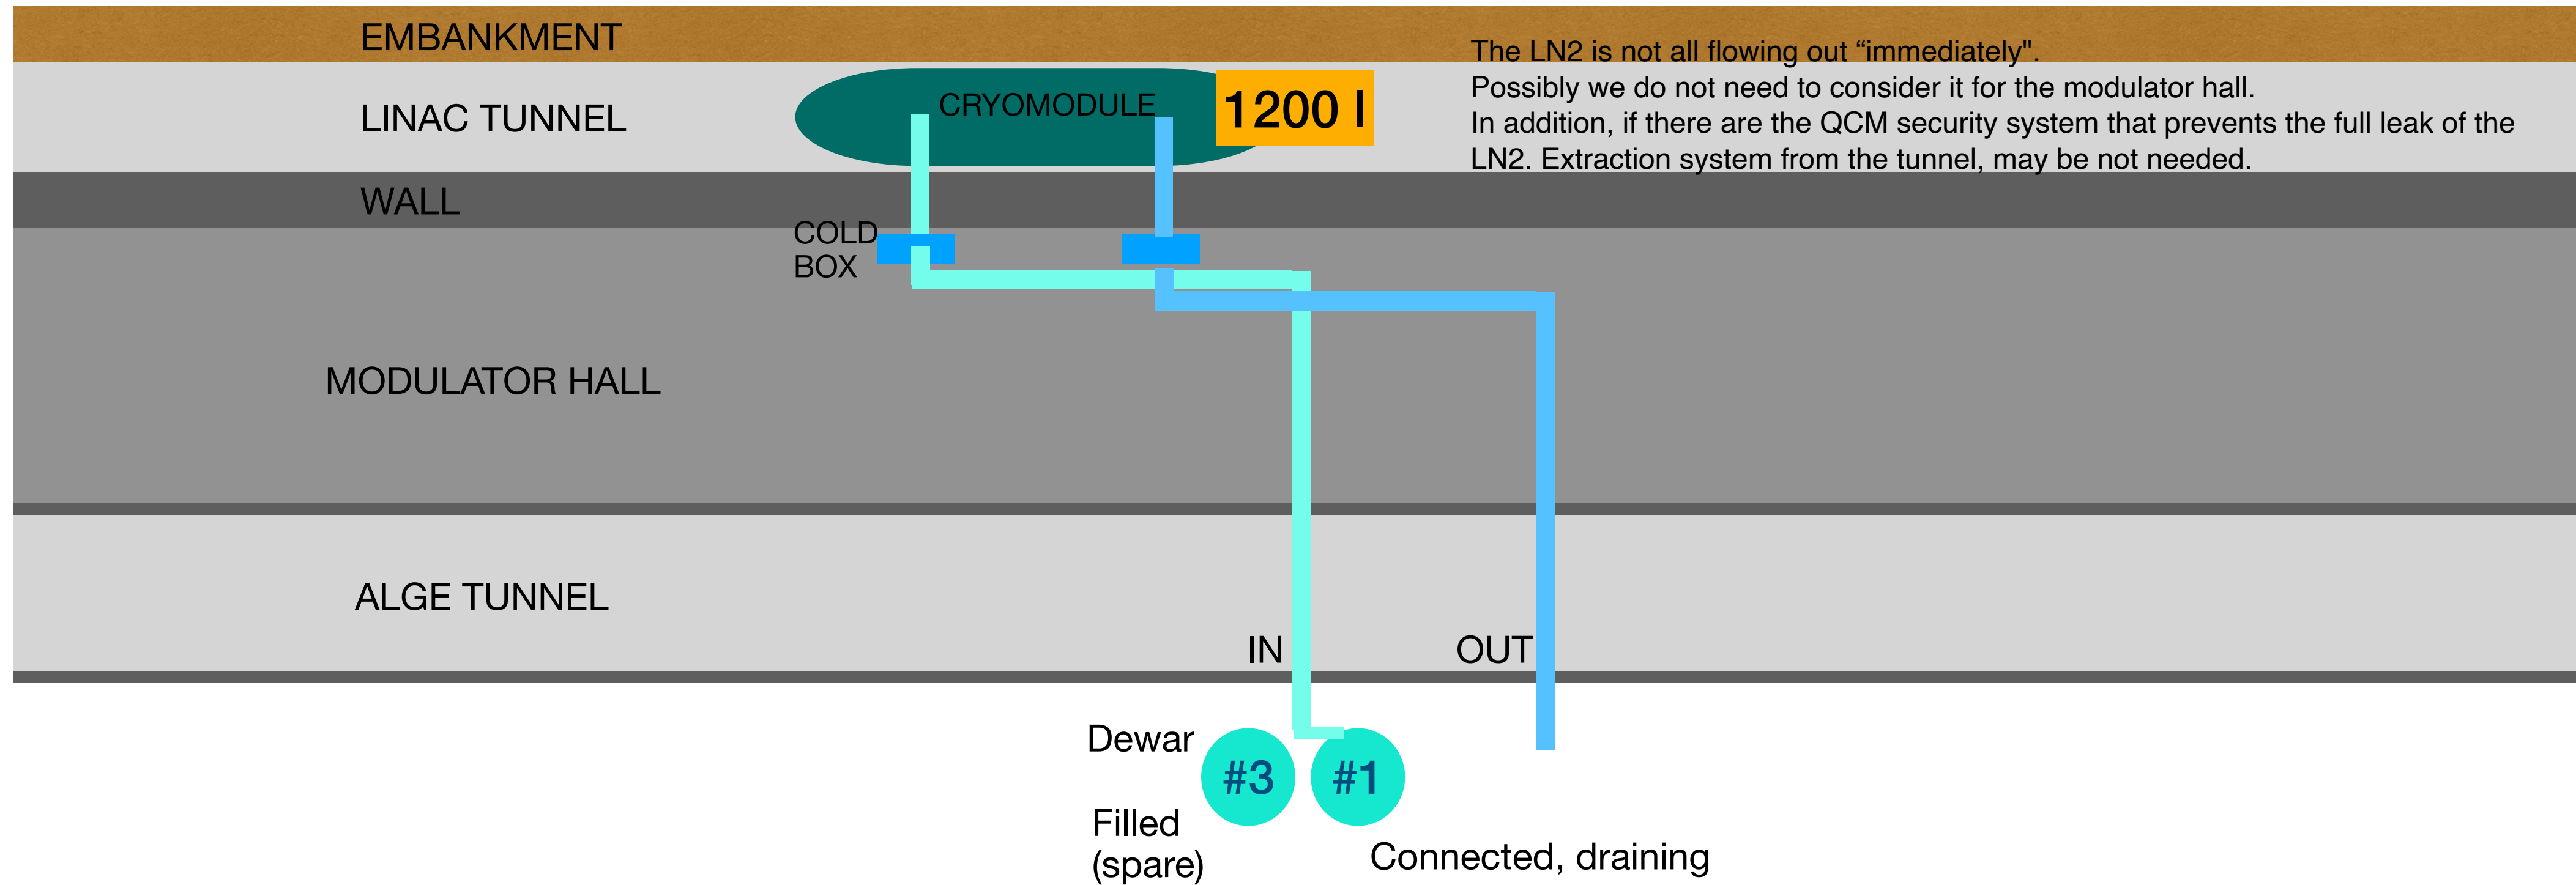 EMBANKMENT
The LN2 is not all flowing out “immediately".
LINAC TUNNEL
CRYOMODULE
1200 l
Possibly we do not need to consider it for the modulator hall.
In addition, if there are the QCM security system that prevents the full leak of the
LN2. Extraction system from the tunnel, may be not needed.
WALL
COLD
BOX
MODULATOR HALL
ALGE TUNNEL
IN
OUT
Dewar
#3
#1
Filled
(spare)
Connected, draining